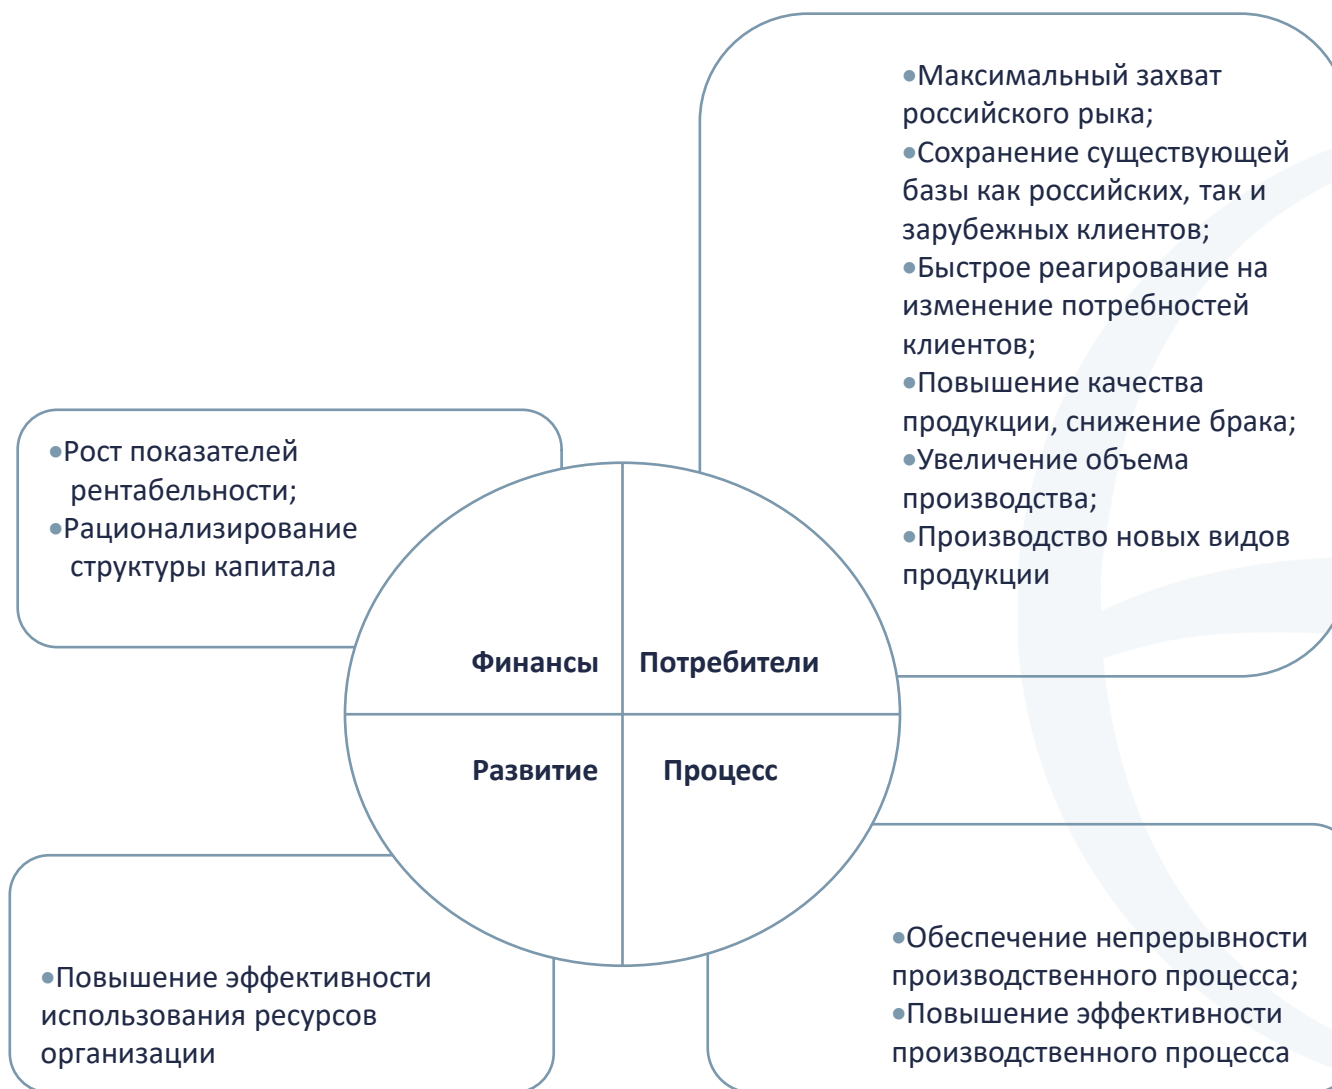 •Максимальный захват
российского рыка;
•Сохранение существующей
базы как российских, так и
зарубежных клиентов;
•Быстрое реагирование на
изменение потребностей
клиентов;
•Повышение качества
продукции, снижение брака;
•Увеличение объема
производства;
•Производство новых видов
продукции
•Рост показателей
рентабельности;
•Рационализирование
структуры капитала
Финансы
Потребители
Развитие
Процесс
•Повышение эффективности
использования ресурсов
организации
•Обеспечение непрерывности
производственного процесса;
•Повышение эффективности
производственного процесса